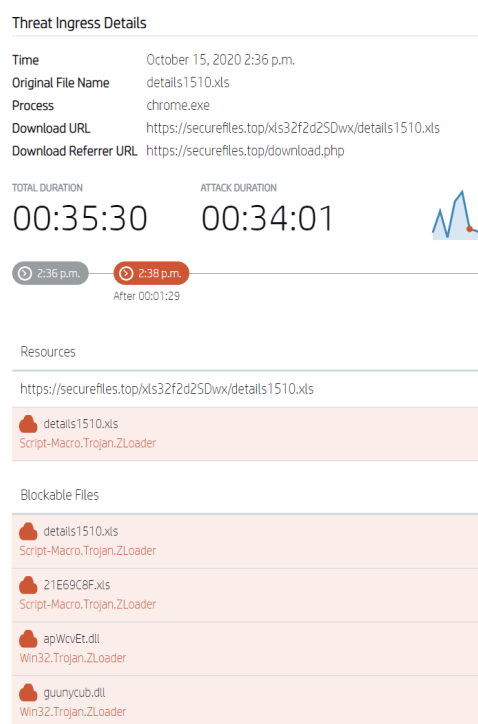 Threat Ingress Details
Time October 15, 2020 2:36 p.m.
Original File Name details1510.xls
Process chrome.exe
Download URL https://securefiles.top/xls32f2d2SDwx/details1510.xls
Download Referrer URL https://securefiles.top/download.php
TOTAL DURATION ATTACK DURATION
00:35:30 00:34:01
2:36 p.m. 2:38 p.m.
After 00:01:29
Resources
https://securefiles.top/xls32f2d2SDwx/details1510.xls
details1510.xls
Script-Macro.Trojan.ZLoader
Blockable Files
details1510.xls
Script-Macro.Trojan.ZLoader
21E69C8F.xls
Script-Macro.Trojan.ZLoader
apWcvEt.dll
Win32.Trojan.ZLoader
guunycub.dll
Win32.Trojan.ZLoader